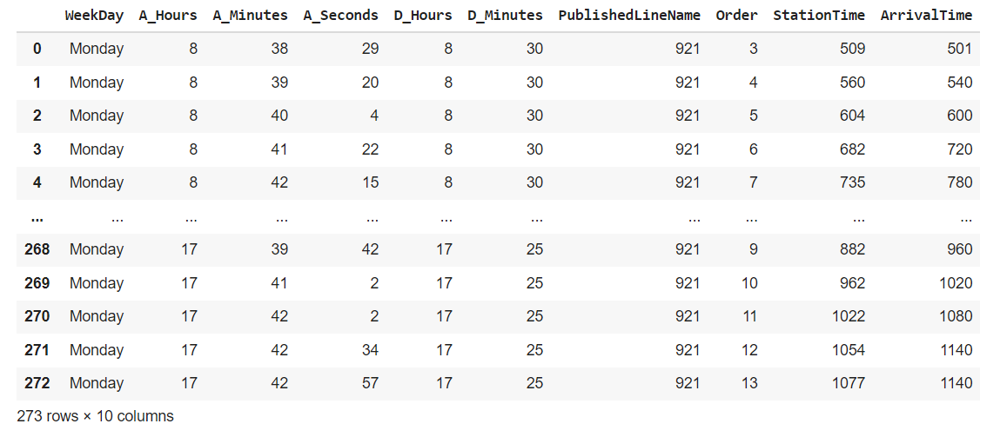 WeekDay A_Hours A_Minutes A_Seconds D_Hours D_Minutes PublishedLineName Order StationTime ArrivalTime
0 Monday 8 38 29 8 30 921 3 509 501
1 Monday 8 39 20 8 30 921 4 560 540
2 Monday 8 40 4 8 30 921 5 604 600
3 Monday 8 41 22 8 30 921 6 682 720
4 Monday 8 42 15 8 30 921 7 735 780
... ... ... ... ... ... ... ... ... ... ...
268 Monday 17 39 42 17 25 921 9 882 960
269 Monday 17 41 2 17 25 921 10 962 1020
270 Monday 17 42 2 17 25 921 11 1022 1080
271 Monday 17 42 34 17 25 921 12 1054 1140
272 Monday 17 42 57 17 25 921 13 1077 1140
273 rows × 10 columns